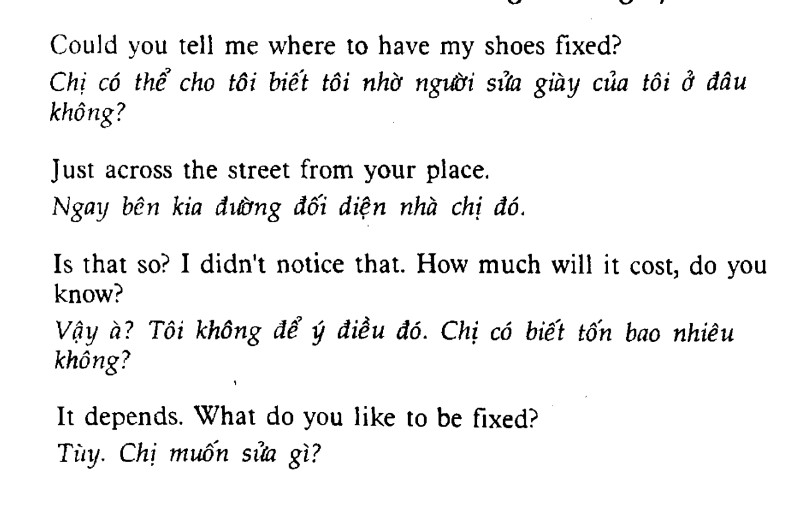 Could you tell me where to have my shoes fixed?
Chị có thể cho tôi biết tôi nhờ người sửa giày của tôi ở đâu
không?
Just across the street from your place.
Ngay bên kia đường đối diện nhà chị đó.
Is that so? I didn't notice that. How much will it cost, do you
know?
Vậy à? Tôi không để ý điều đó. Chị có biết tốn bao nhiêu
không?
It depends. What do you like to be fixed?
Tùy. Chị muốn sửa gì?